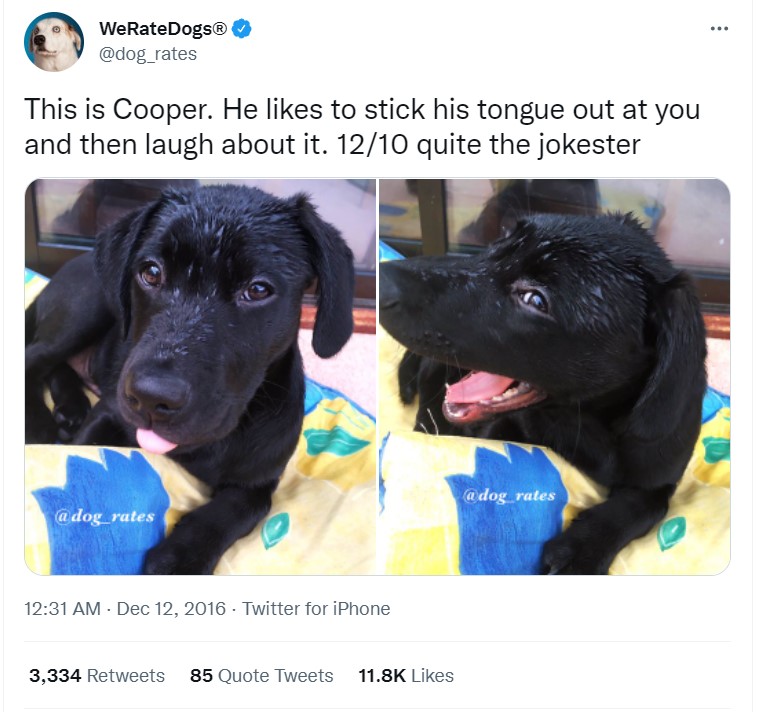 WeRateDogs®
@dog_rates
This is Cooper. He likes to stick his tongue out at you
and then laugh about it. 12/10 quite the jokester
@dog_rates
@dog_rates
12:31 AM · Dec 12, 2016 · Twitter for iPhone
3,334 Retweets 85 Quote Tweets 11.8K Likes